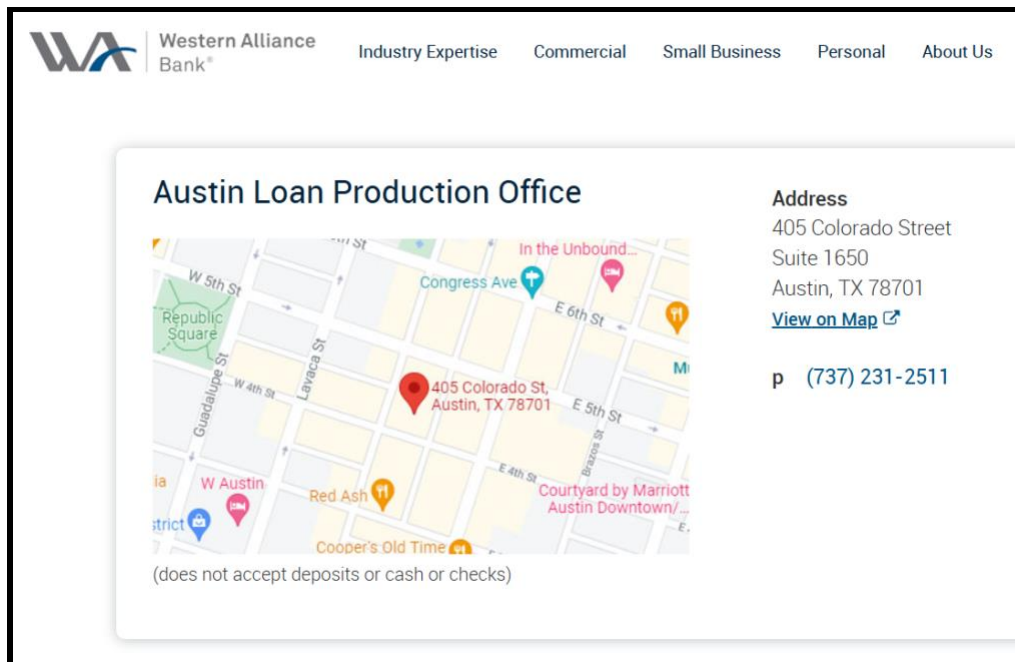 Western Alliance
Bank®
Industry Expertise
Commercial
Small Business
Personal
About Us
Austin Loan Production Office
Address
405 Colorado Street
Suite 1650
Austin, TX 78701
View on Map
p (737) 231-2511
In the Unbound...
Congress Ave
W 5th St
E 6th St
Republic
Square
Lavaca St
Guadalupe St
W 4th St
405 Colorado St,
Austin, TX 78701
E 5th St
Brazos St
E 4th St
W Austin
Red Ash
Courtyard by Marriott
Austin Downtown/...
Cooper's Old Time
(does not accept deposits or cash or checks)